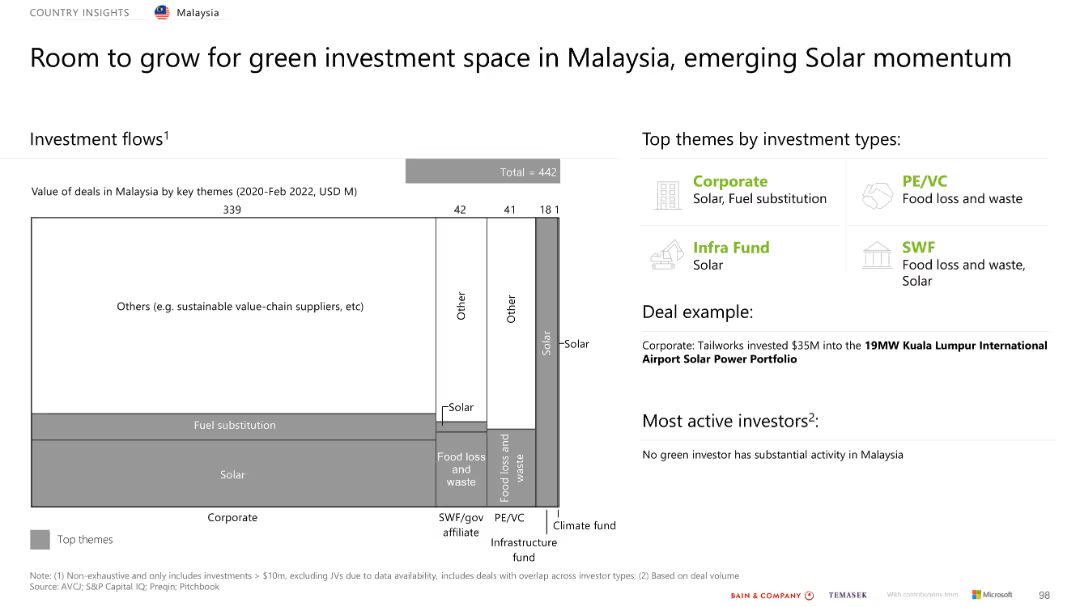 COUNTRY INSIGHTS
Malaysia
Room to grow for green investment space in Malaysia, emerging Solar momentum
Investment flows1
Total = 442
Value of deals in Malaysia by key themes (2020-Feb 2022, USD M)
339
42
41
18
1
Others (e.g. sustainable value-chain suppliers, etc)
Other
Other
Solar
Solar
Solar
Fuel substitution
Solar
Food loss
and
waste
Food loss and
waste
Corporate
SWF/gov
affiliate
PE/VC
Infrastructure
fund
Climate fund
Top themes
Top themes by investment types:
Corporate
Solar, Fuel substitution
PE/VC
Food loss and waste
Infra Fund
Solar
SWF
Food loss and waste,
Solar
Deal example:
Corporate: Tailworks invested $35M into the 19MW Kuala Lumpur International
Airport Solar Power Portfolio
Most active investors2:
No green investor has substantial activity in Malaysia
Note: (1) Non-exhaustive and only includes investments > $10m, excluding JVs due to data availability, includes deals with overlap across investor types; (2) Based on deal volume
Source: AVCJ; S&P Capital IQ; Preqin; Pitchbook
BAIN & COMPANY
TEMASEK
With contributions from
Microsoft
98